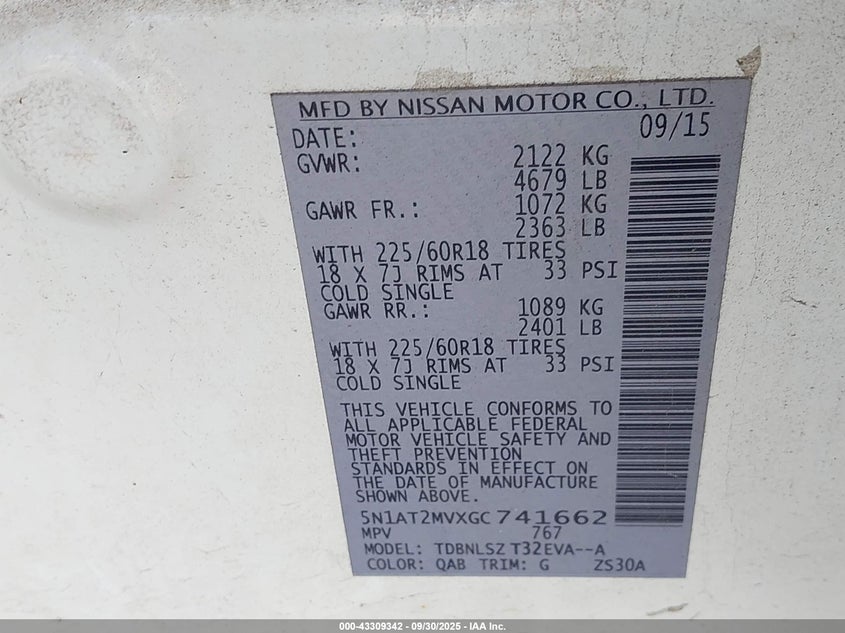 MFD BY NISSAN MOTOR CO., LTD.
DATE: 09/15
GVWR: 2122 KG
4679 LB
GAWR FR.: 1072 KG
2363 LB
WITH 225/60R18 TIRES
18 X 7J RIMS AT 33 PSI
COLD SINGLE
GAWR RR.: 1089 KG
2401 LB
WITH 225/60R18 TIRES
18 X 7J RIMS AT 33 PSI
COLD SINGLE
THIS VEHICLE CONFORMS TO
ALL APPLICABLE FEDERAL
MOTOR VEHICLE SAFETY AND
THEFT PREVENTION
STANDARDS IN EFFECT ON
THE DATE OF MANUFACTURE
SHOWN ABOVE.
5N1AT2MVXGC741662
MPV 767
MODEL: TDBNLSZ T32EVA--A
COLOR: QAB TRIM: G ZS30A
000-43309342 - 09/30/2025 - IAA Inc.